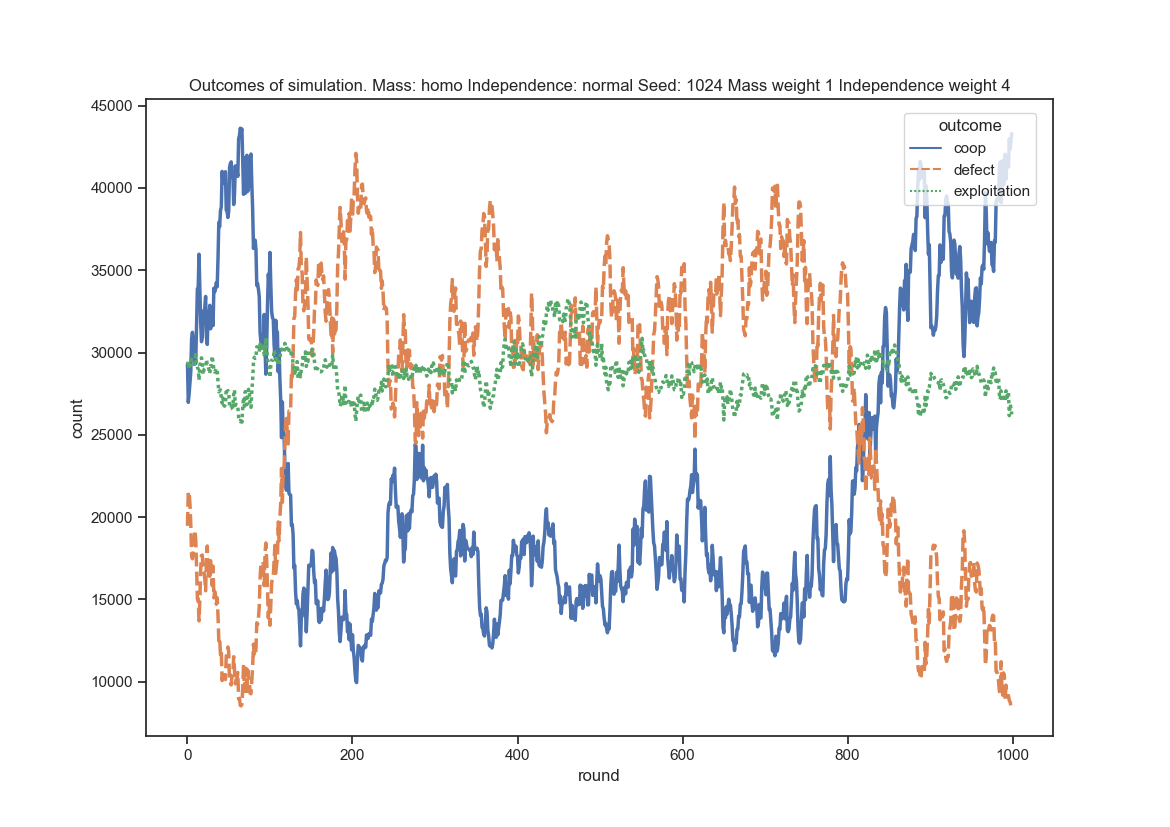 Outcomes of simulation. Mass: homo Independence: normal Seed: 1024 Mass weight 1 Independence weight 4
45000
40000
35000
30000
25000
20000
15000
10000
count
outcome
coop
defect
exploitation
0
200
400
600
800
1000
round